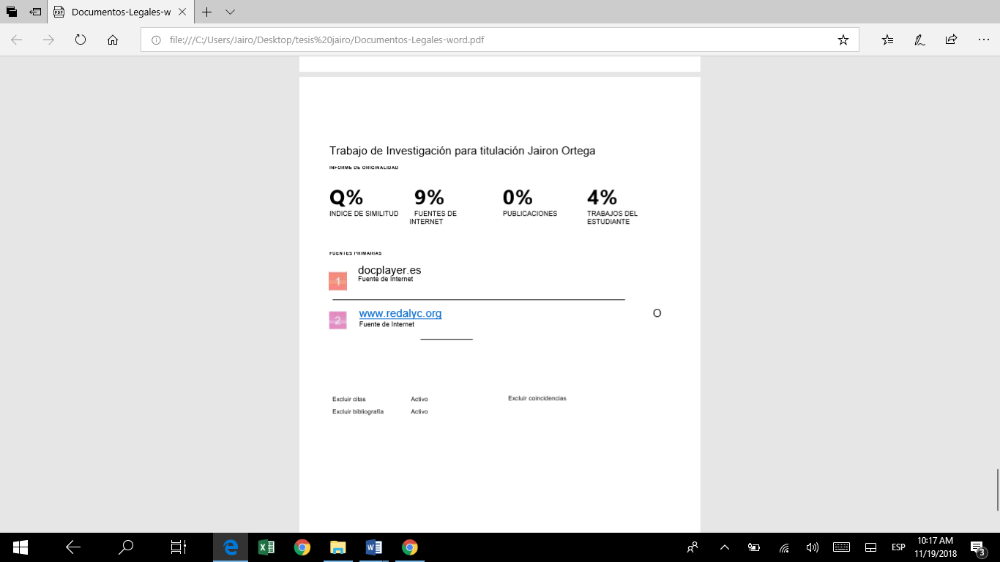 Documentos-Legales-w
file:///C:/Users/Jairo/Desktop/tesis%20jairo/Documentos-Legales-word.pdf
Trabajo de Investigación para titulación Jairon Ortega
INFORME DE ORIGINALIDAD
Q% 9% 0% 4%
INDICE DE SIMILITUD FUENTES DE INTERNET PUBLICACIONES TRABAJOS DEL ESTUDIANTE
FUENTES PRIMARIAS
1 docplayer.es
Fuente de Internet
2 www.redalyc.org O
Fuente de Internet
Excluir citas Activo Excluir coincidencias
Excluir bibliografía Activo
ESP 10:17 AM
11/19/2018 3